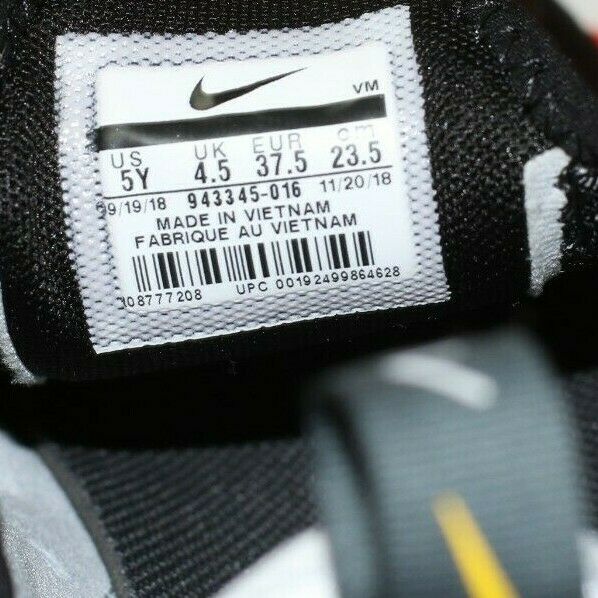 VM
US UK EUR cm
5Y 4.5 37.5 23.5
09/19/18 943345-016 11/20/18
MADE IN VIETNAM
FABRIQUE AU VIETNAM
UPC 00192499864628